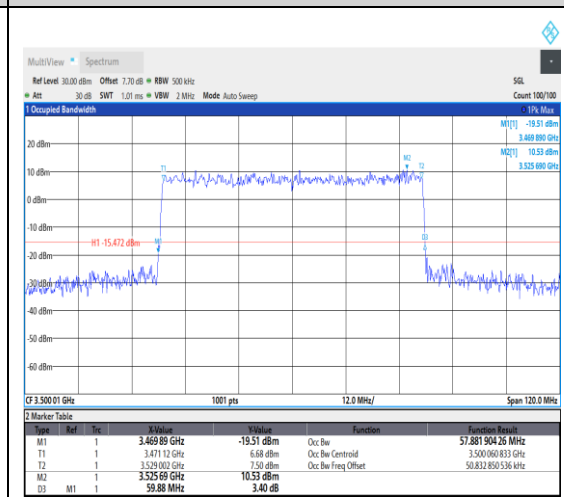 MultiView Spectrum
Ref Level 30.00 dBm Offset 7.70 dB RBW 500 kHz SGL
Att 30 dB SWT 1.01 ms VBW 2 MHz Mode Auto Sweep Count 100/100
1 Occupied Bandwidth 1Pk Max
M1[1] -19.51 dBm
3.469 890 GHz
M2[1] 10.53 dBm
3.525 690 GHz
20 dBm
M2
T1 T2
10 dBm
0 dBm
-10 dBm
D3
H1 -15.472 dBm M1
-20 dBm
-30 dBm
-40 dBm
-50 dBm
-60 dBm
CF 3.500 01 GHz 1001 pts 12.0 MHz/ Span 120.0 MHz
2 Marker Table
Type Ref Trc X-Value Y-Value Function Function Result
M1 1 3.469 89 GHz -19.51 dBm Occ Bw 57.881 904 26 MHz
T1 1 3.471 12 GHz 6.68 dBm Occ Bw Centroid 3.500 060 833 GHz
T2 1 3.529 002 GHz 7.50 dBm Occ Bw Freq Offset 50.832 850 536 kHz
M2 1 3.525 69 GHz 10.53 dBm
D3 M1 1 59.88 MHz 3.40 dB